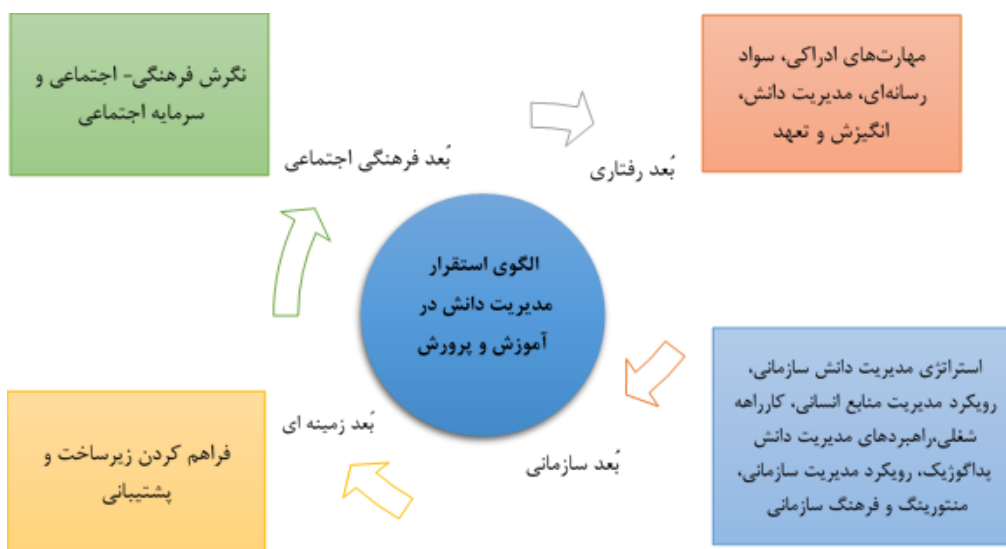 مهارت‌های ادراکی، سواد
رسانه‌ای، مدیریت دانش،
انگیزش و تعهد
نگرش فرهنگی- اجتماعی و
سرمایه اجتماعی
بُعد رفتاری
بُعد فرهنگی اجتماعی
الگوی استقرار
مدیریت دانش در
آموزش و پرورش
استراتژی مدیریت دانش سازمانی،
رویکرد مدیریت منابع انسانی، کارراهه
شغلی،راهبردهای مدیریت دانش
پداگوژیک، رویکرد مدیریت سازمانی،
منتورینگ و فرهنگ سازمانی
بُعد سازمانی
بُعد زمینه ای
فراهم کردن زیرساخت و
پشتیبانی